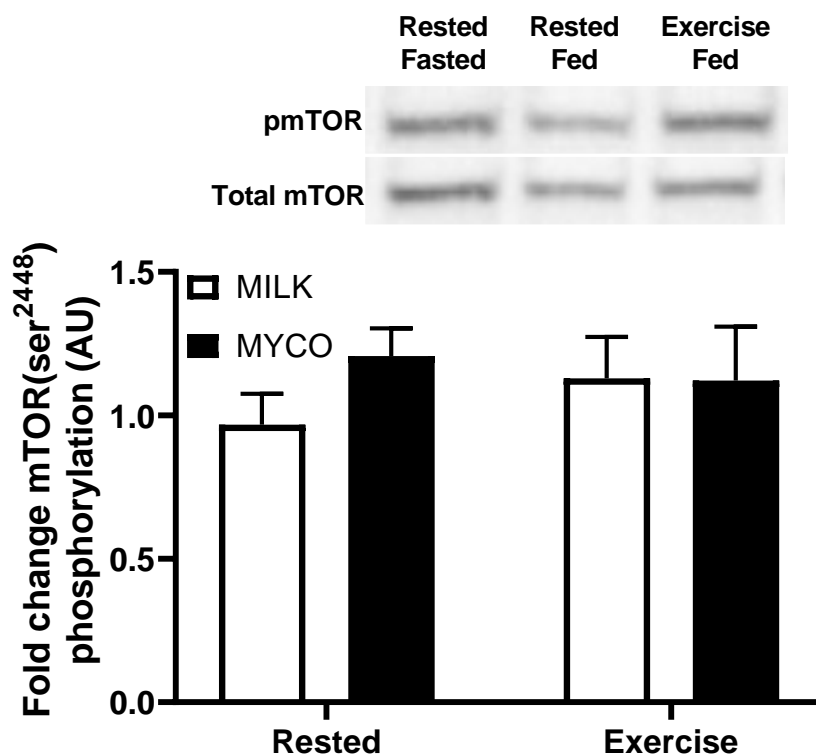 Rested Fasted
Rested Fed
Exercise Fed
pmTOR
Total mTOR
Fold change mTOR(ser2448)
phosphorylation (AU)
1.5
1.0
0.5
0.0
MILK
MYCO
Rested
Exercise